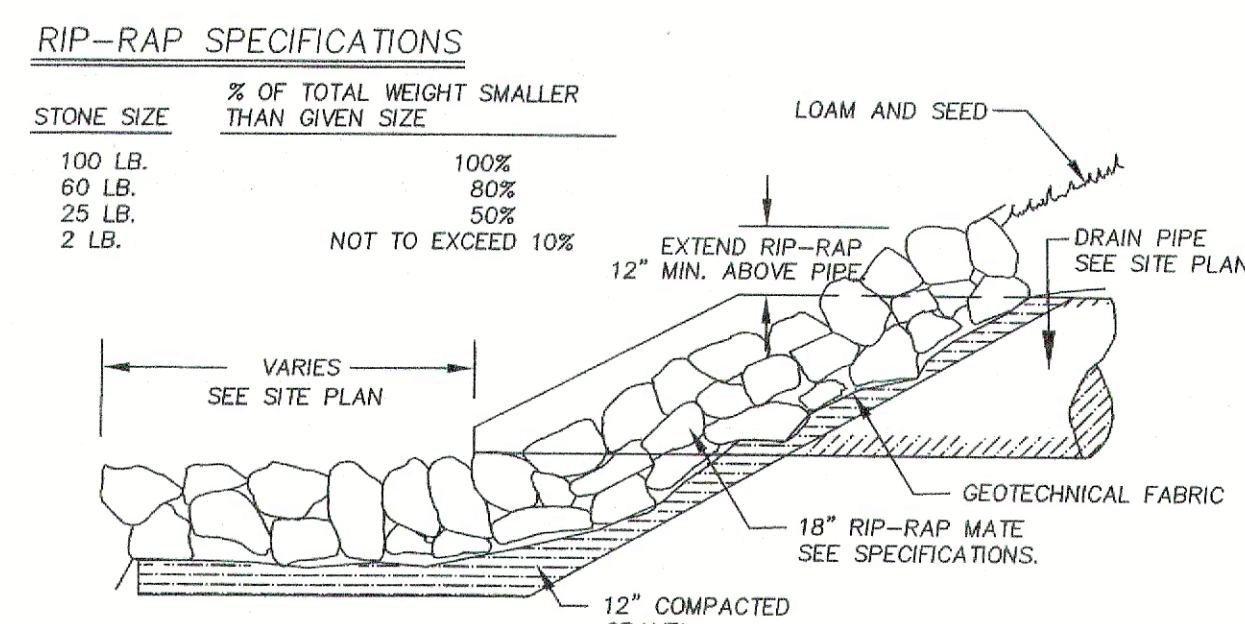 RIP-RAP SPECIFICATIONS
STONE SIZE
% OF TOTAL WEIGHT SMALLER
THAN GIVEN SIZE
100 LB. 100%
60 LB. 80%
25 LB. 50%
2 LB. NOT TO EXCEED 10%
LOAM AND SEED
EXTEND RIP-RAP
12" MIN. ABOVE PIPE
DRAIN PIPE
SEE SITE PLAN
VARIES
SEE SITE PLAN
GEOTECHNICAL FABRIC
18" RIP-RAP MATE
SEE SPECIFICATIONS.
12" COMPACTED